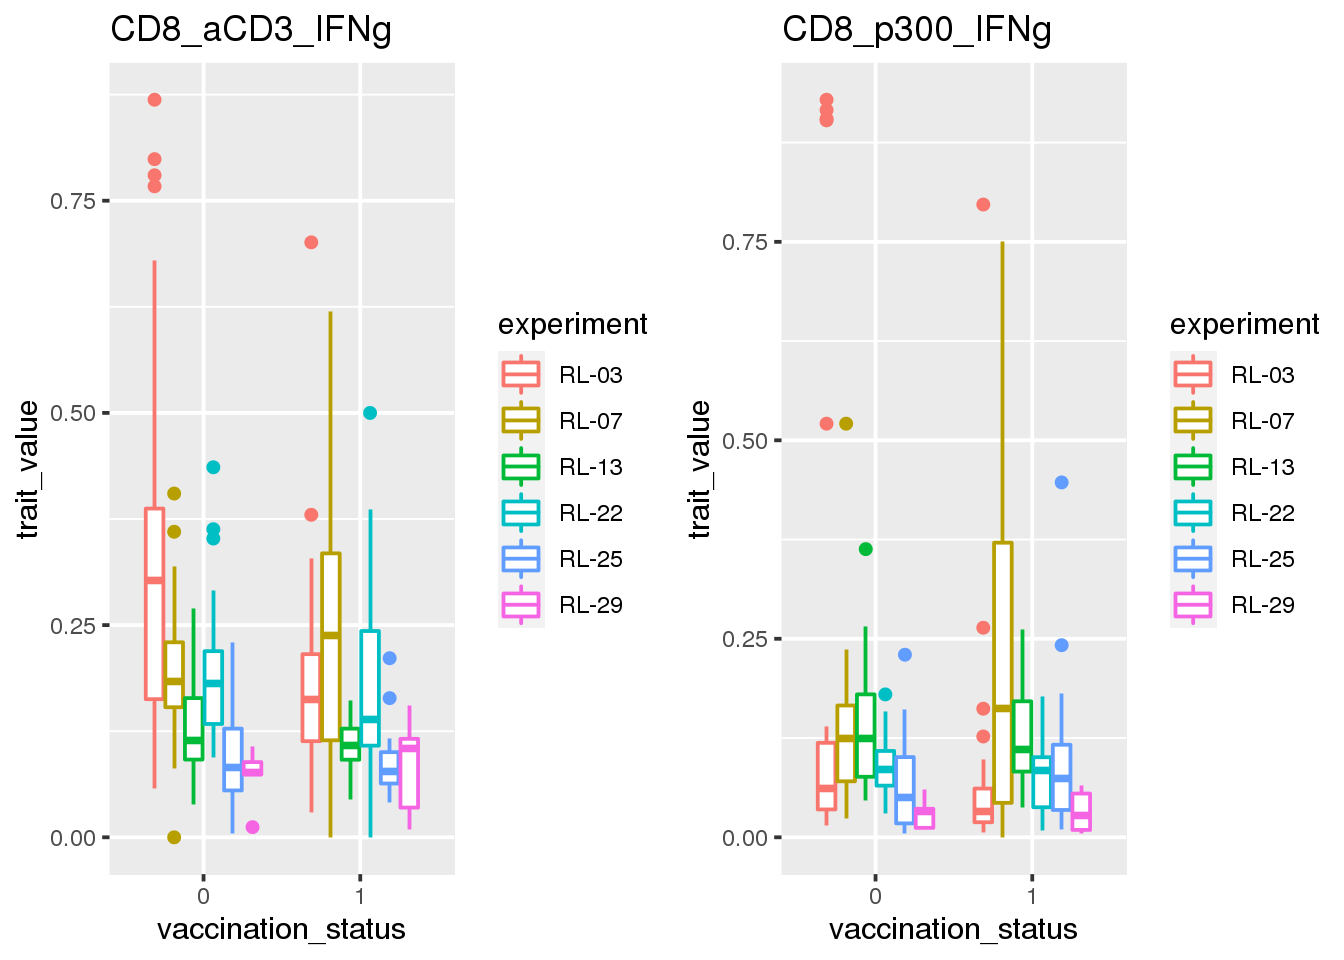 CD8_aCD3_IFNg
trait_value
0.75
0.50
0.25
0.00
0
1
vaccination_status
experiment
RL-03
RL-07
RL-13
RL-22
RL-25
RL-29
CD8_p300_IFNg
trait_value
0.75
0.50
0.25
0.00
0
1
vaccination_status
experiment
RL-03
RL-07
RL-13
RL-22
RL-25
RL-29